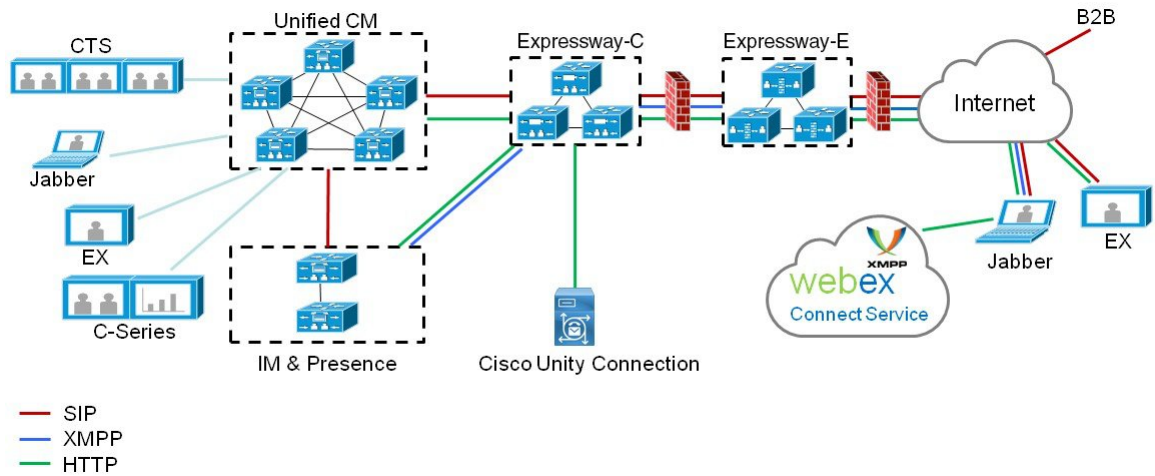 Unified CM
CTS
Expressway-C
Expressway-E
B2B
Internet
Jabber
EX
C-Series
IM & Presence
Cisco Unity Connection
XMPP
webex
Connect Service
Jabber
EX
SIP
XMPP
HTTP